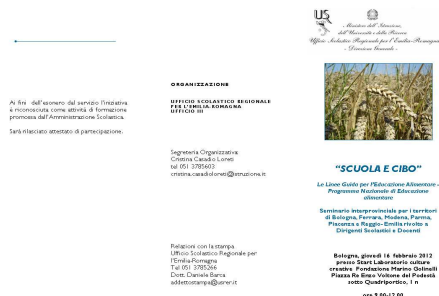 Ai fini dell'esonero dal servizio l'iniziativa
è riconosciuta come attività di formazione
promossa dall'Amministrazione Scolastica.
Sarà rilasciato attestato di partecipazione.
ORGANIZZAZIONE
UFFICIO SCOLASTICO REGIONALE
PER L'EMILIA-ROMAGNA
UFFICIO III
Segreteria Organizzativa:
Cristina Casadio Loreti
tel 051 3785603
cristina.casadioloreti@istruzione.it
Relazioni con la stampa
Ufficio Scolastico Regionale per
l'Emilia-Romagna
Tel 051 3785266
Dott. Daniele Barca
addettostampa@usrer.it
USR
Ministero dell'Istruzione,
dell'Università e della Ricerca
Ufficio Scolastico Regionale per l'Emilia-Romagna
- Direzione Generale -
"SCUOLA E CIBO"
Le Linee Guida per l'Educazione Alimentare -
Programma Nazionale di Educazione
alimentare
Seminario interprovinciale per i territori
di Bologna, Ferrara, Modena, Parma,
Piacenza e Reggio-Emilia rivolto a
Dirigenti Scolastici e Docenti
Bologna, giovedì 16 febbraio 2012
presso Start Laboratorio culture
creative Fondazione Marino Golinelli
Piazza Re Enzo Voltone del Podestà
sotto Quadriportico, 1 n
ore 9.00-17.00